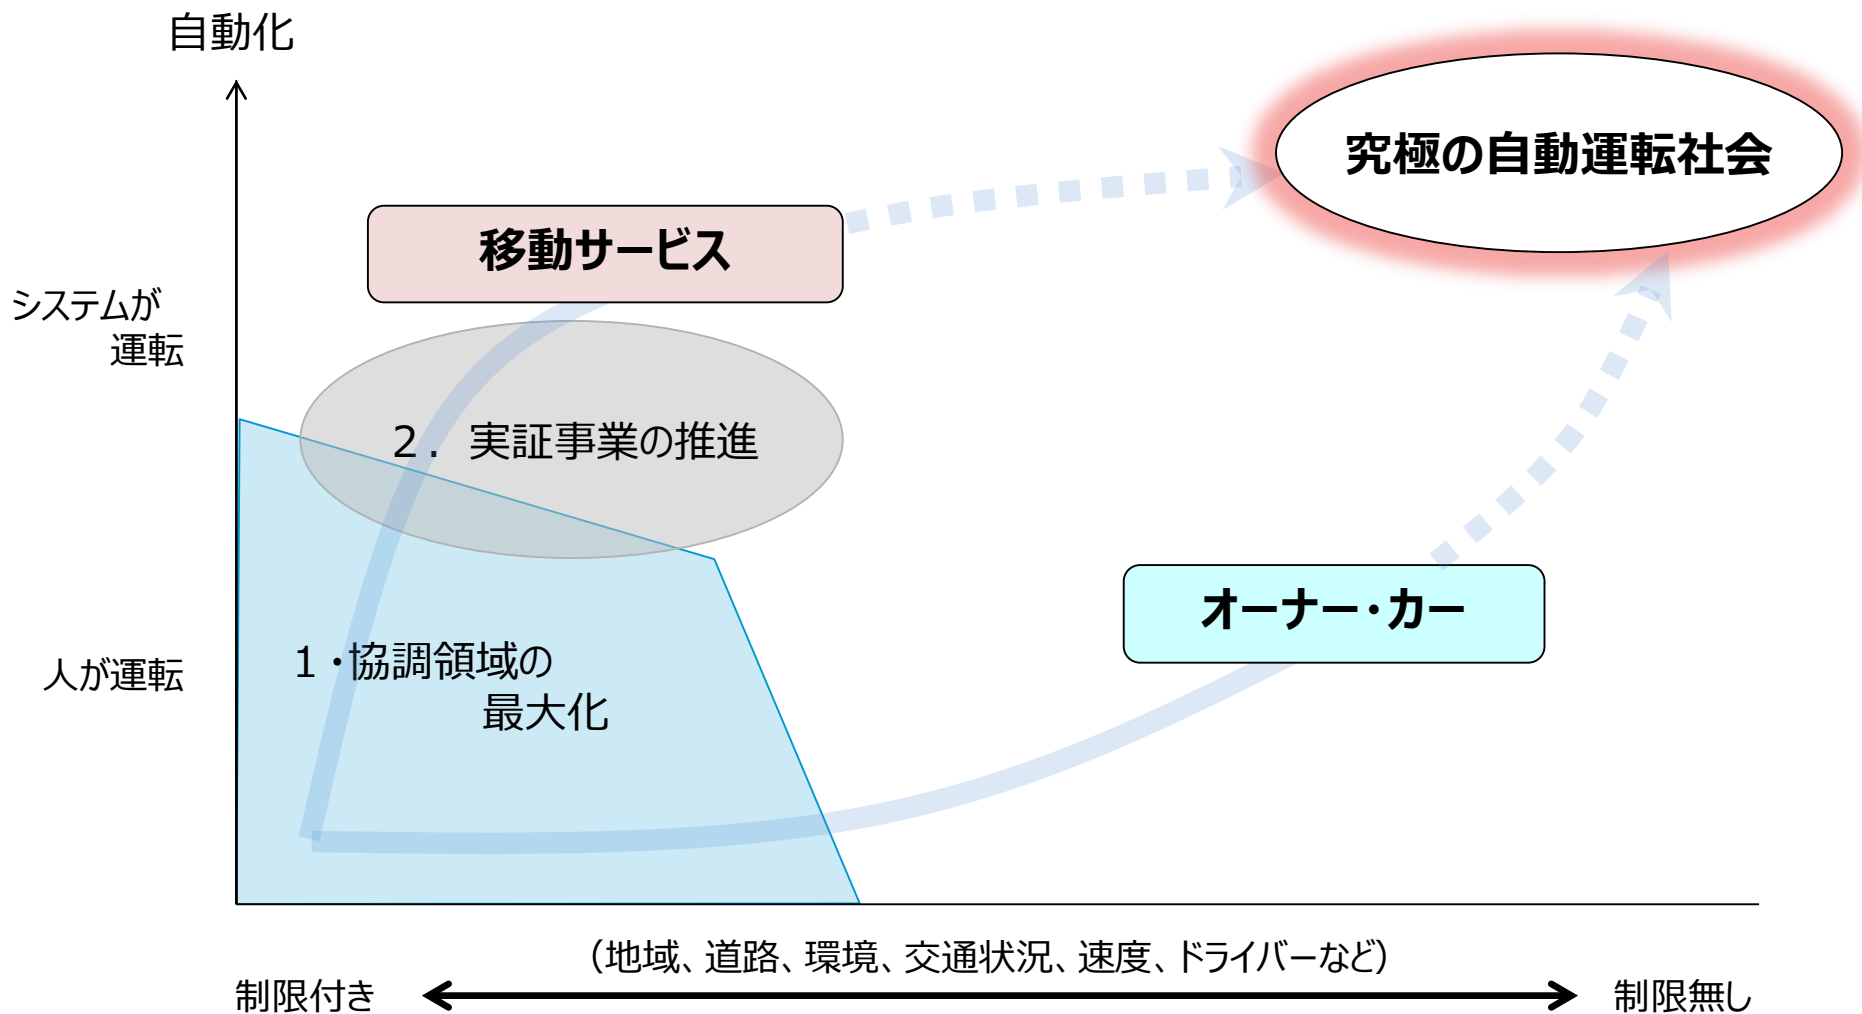 自動化
究極の自動運転社会
移動サービス
システムが
運転
2. 実証事業の推進
オーナー・カー
人が運転
1・協調領域の
最大化
（地域、道路、環境、交通状況、速度、ドライバーなど）
制限付き
制限無し